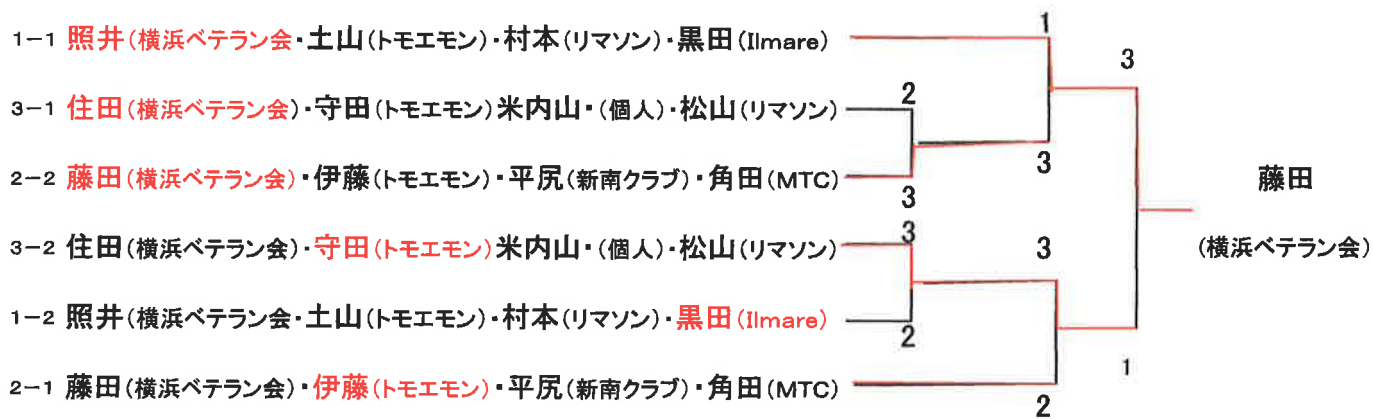 1-1 照井(横浜ベテラン会・土山(トモエモン)・村本(リマソン)・黒田(Ilmare)
1
3
3-1 住田(横浜ベテラン会)・守田(トモエモン)米内山・(個人)・松山(リマソン)
2
3
2-2 藤田(横浜ベテラン会)・伊藤(トモエモン)・平尻(新南クラブ)・角田(MTC)
3
藤田
(横浜ベテラン会)
3-2 住田(横浜ベテラン会)・守田(トモエモン)米内山・(個人)・松山(リマソン)
3
3
1-2 照井(横浜ベテラン会・土山(トモエモン)・村本(リマソン)・黒田(Ilmare)
2
1
2-1 藤田(横浜ベテラン会)・伊藤(トモエモン)・平尻(新南クラブ)・角田(MTC)
2